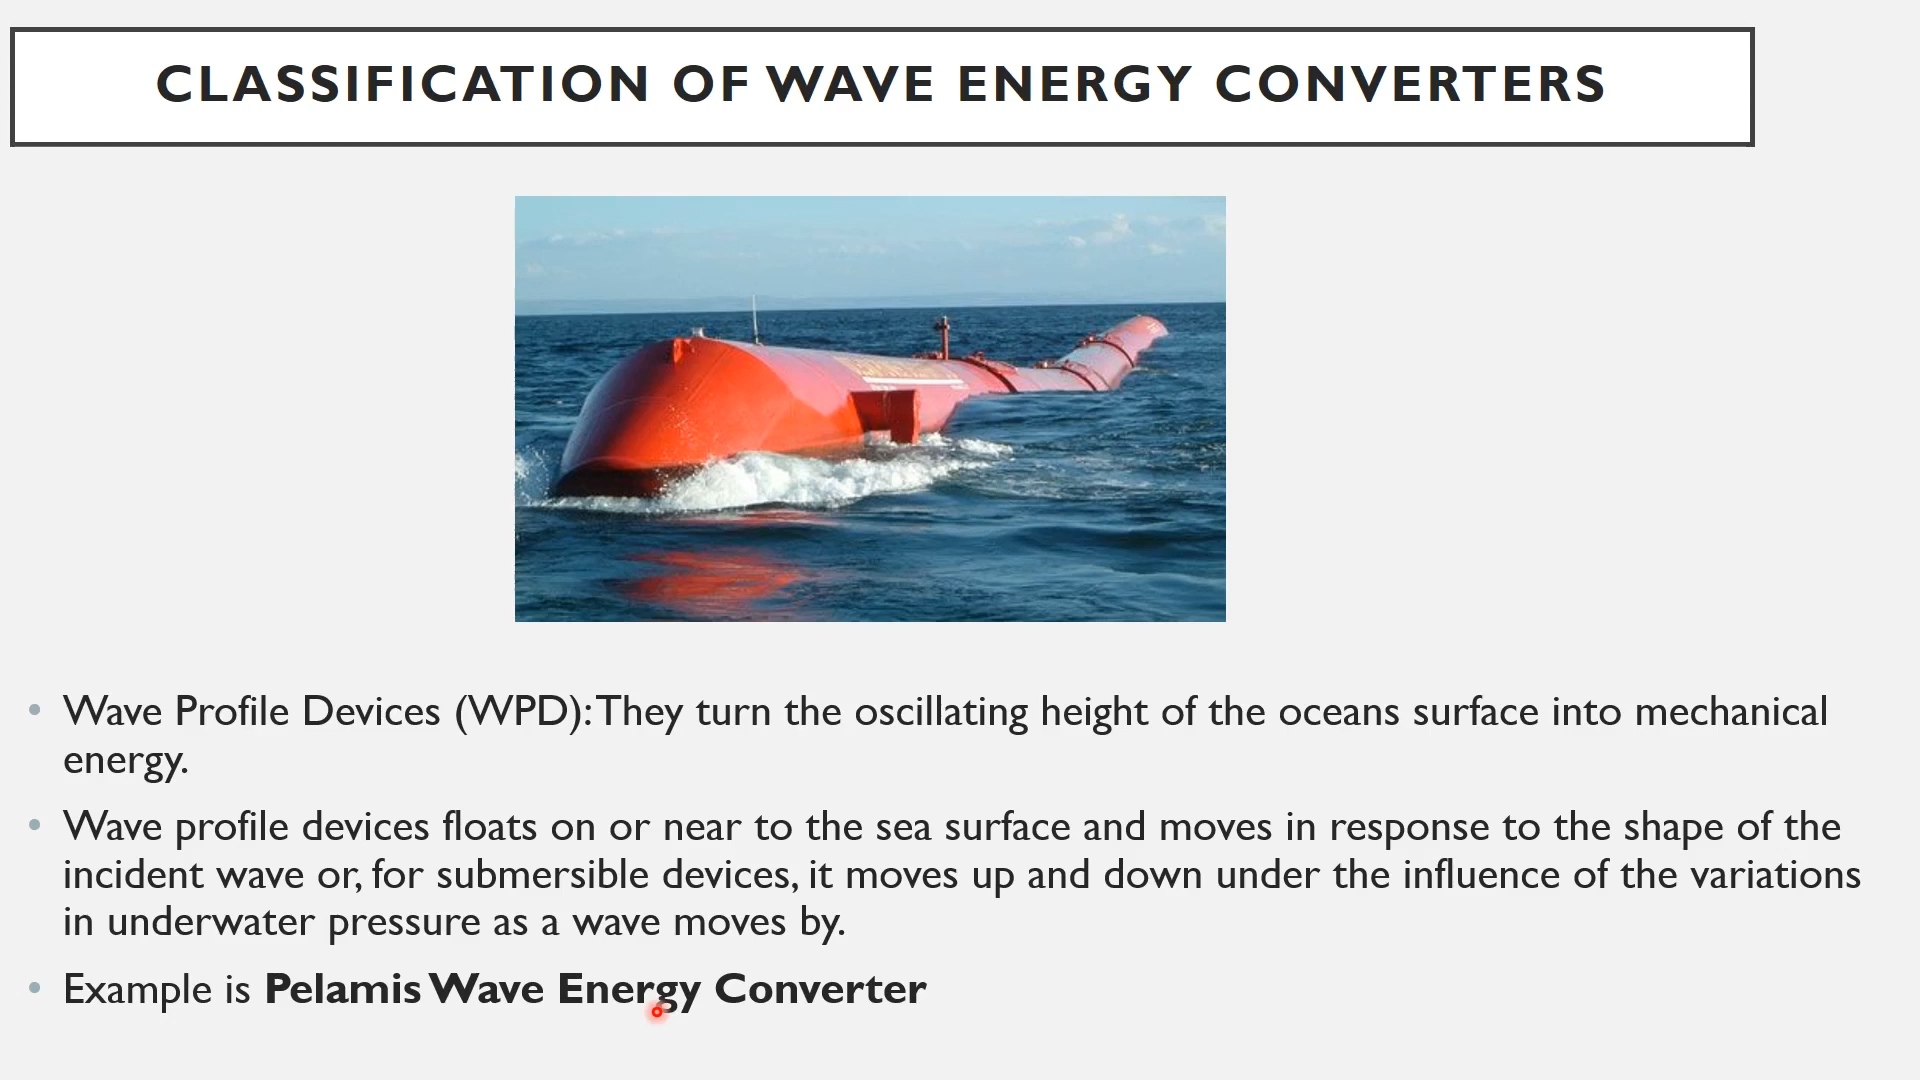 CLASSIFICATION OF WAVE ENERGY CONVERTERS
• Wave Profile Devices (WPD): They turn the oscillating height of the oceans surface into mechanical
energy.
• Wave profile devices floats on or near to the sea surface and moves in response to the shape of the
incident wave or, for submersible devices, it moves up and down under the influence of the variations
in underwater pressure as a wave moves by.
• Example is Pelamis Wave Energy Converter